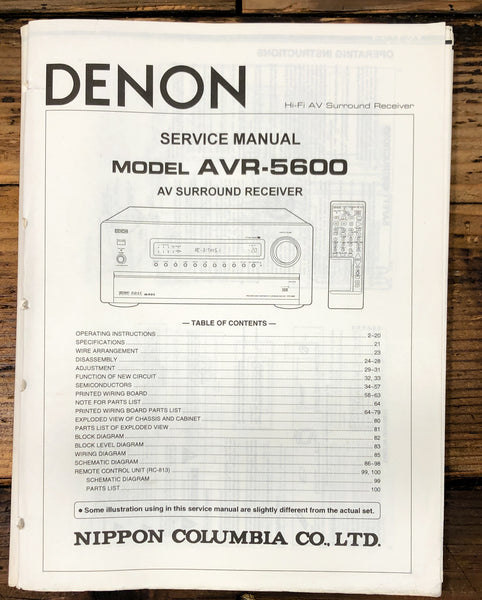 DENON
Hi-Fi AV Surround Receiver
SERVICE MANUAL
MODEL AVR-5600
AV SURROUND RECEIVER
DENON
— TABLE OF CONTENTS —
OPERATING INSTRUCTIONS 2~20
SPECIFICATIONS 21
WIRE ARRANGEMENT 23
DISASSEMBLY 24~28
ADJUSTMENT 29~31
FUNCTION OF NEW CIRCUIT 32, 33
SEMICONDUCTORS 34~57
PRINTED WIRING BOARD 58~63
NOTE FOR PARTS LIST 64
PRINTED WIRING BOARD PARTS LIST 64~79
EXPLODED VIEW OF CHASSIS AND CABINET 80
PARTS LIST OF EXPLODED VIEW 81
BLOCK DIAGRAM 82
BLOCK LEVEL DIAGRAM 83
WIRING DIAGRAM 85
SCHEMATIC DIAGRAM 86~98
REMOTE CONTROL UNIT (RC-813) 99, 100
SCHEMATIC DIAGRAM 99
PARTS LIST 100
● Some illustration using in this service manual are slightly different from the actual set.
NIPPON COLUMBIA CO., LTD.